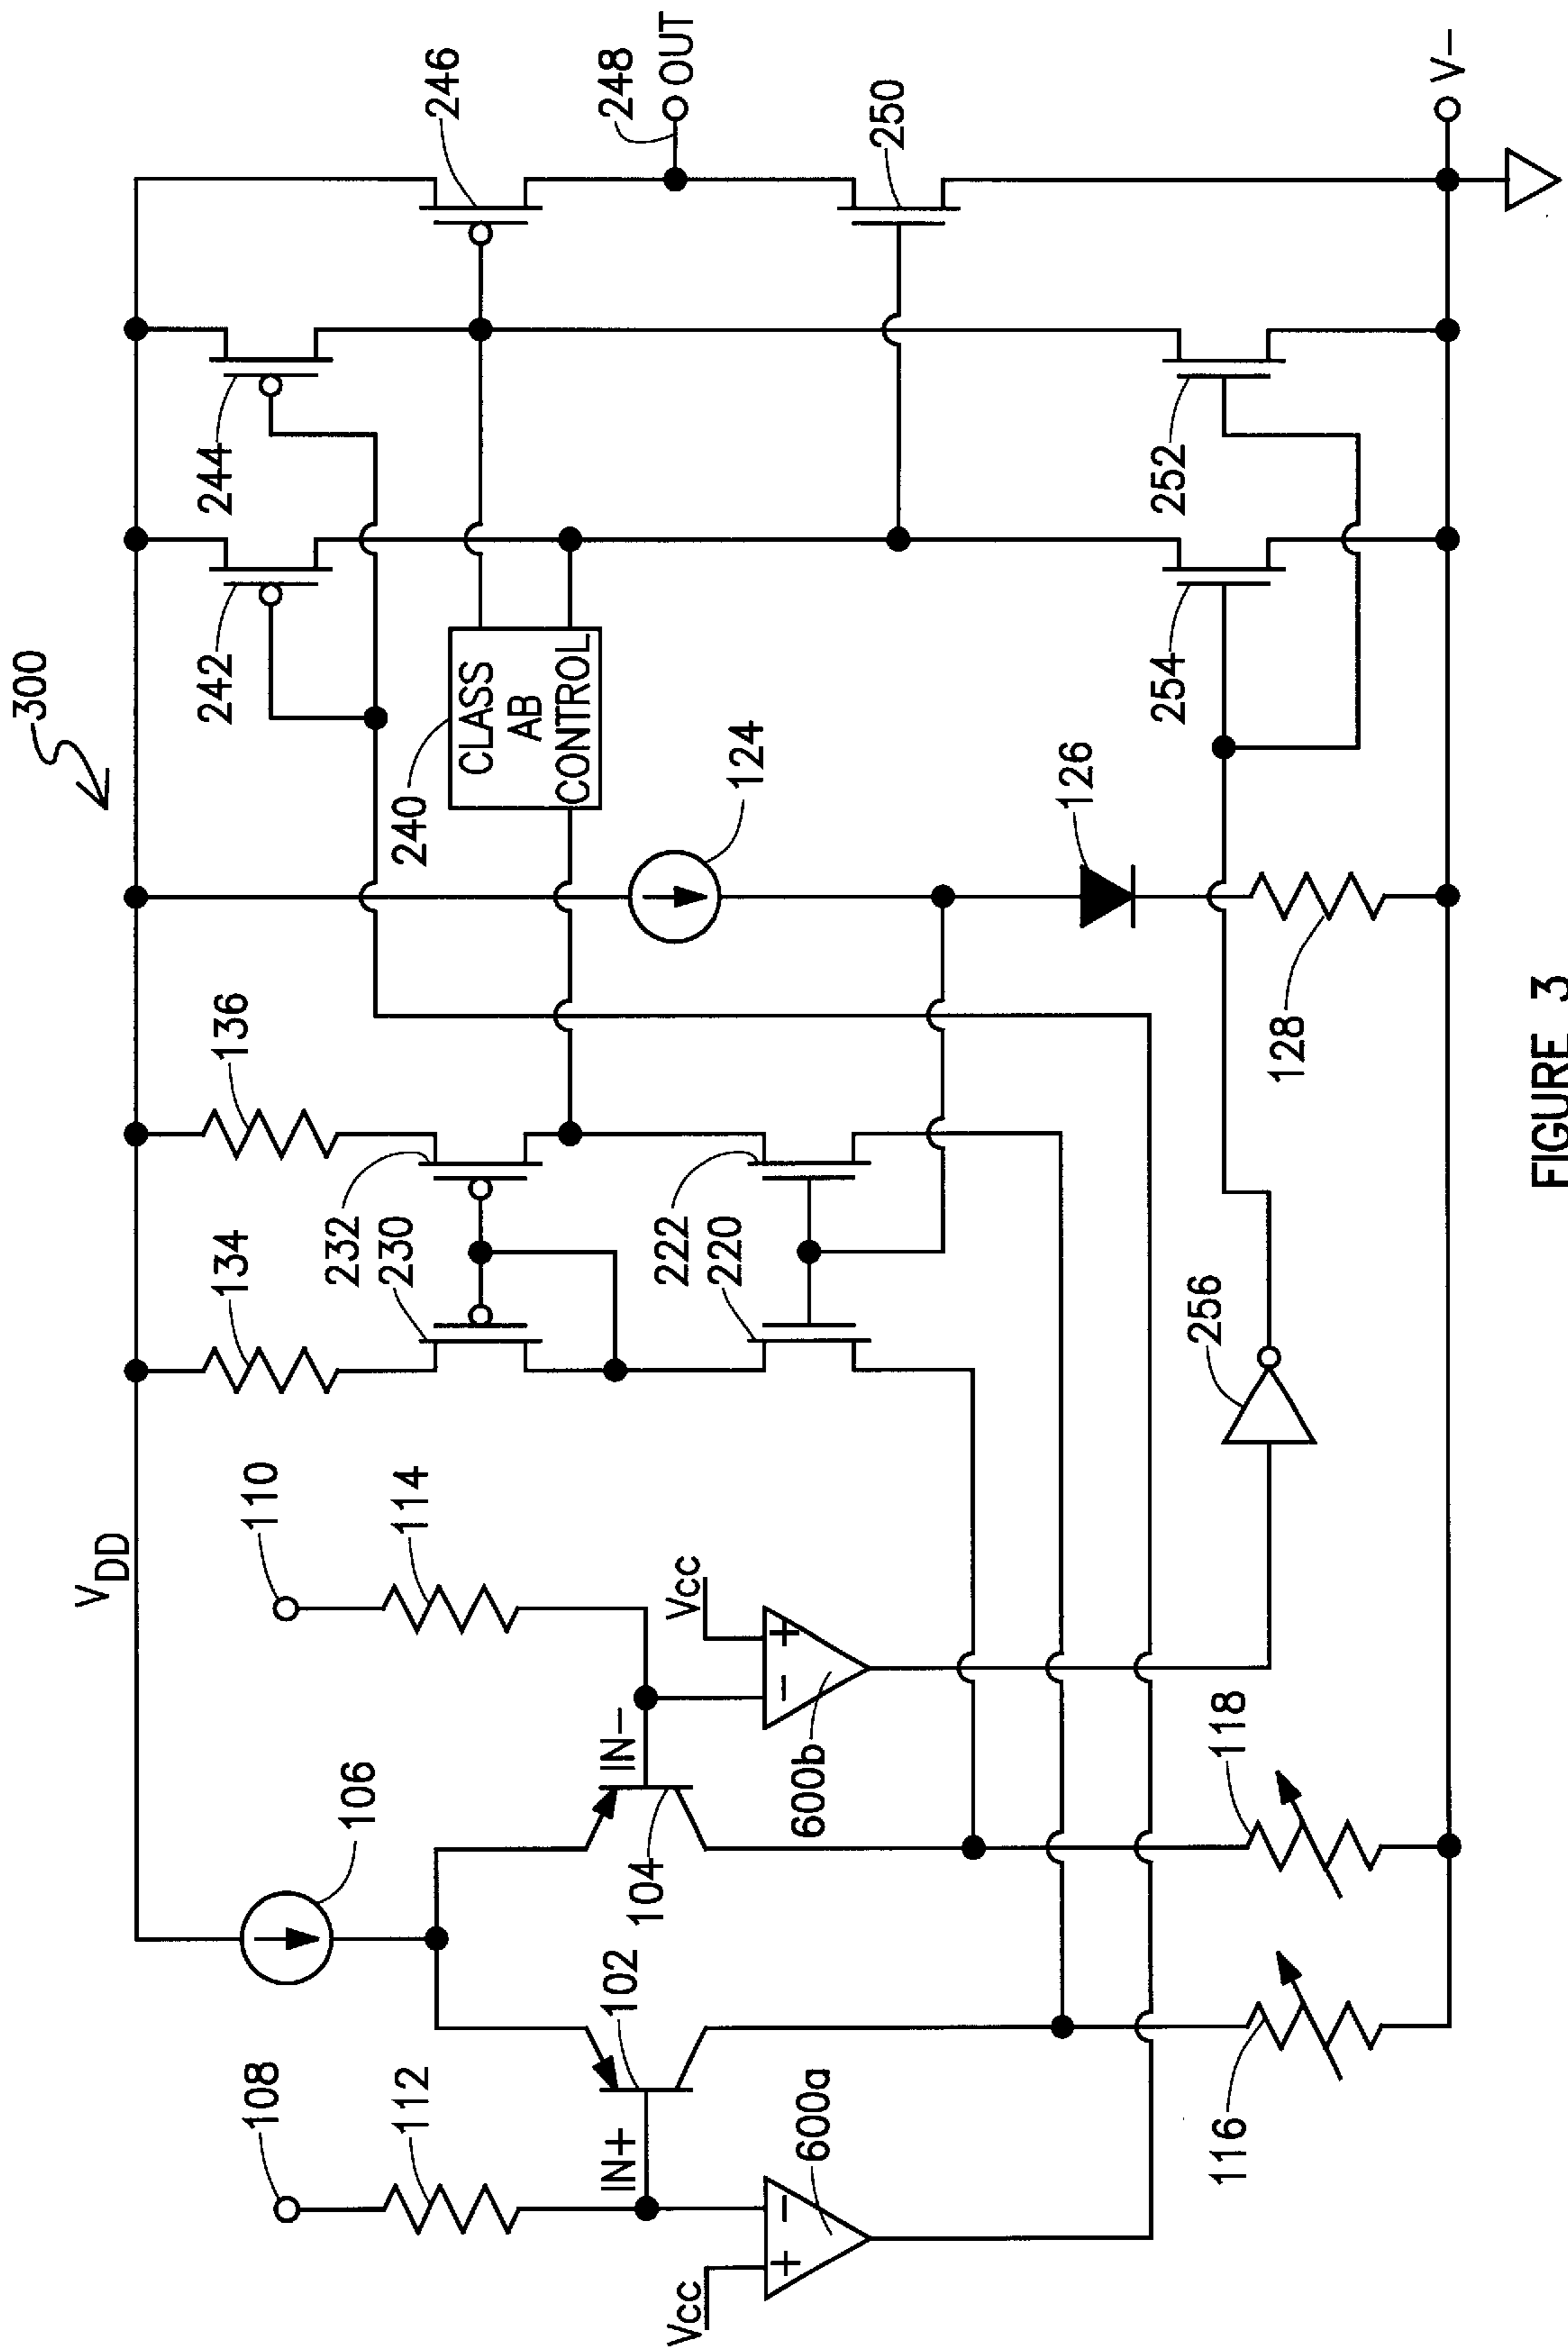 300
V_DD
106
108
112
IN+
102
Vcc
600a
116
110
114
IN-
104
Vcc
600b
118
134
136
232
230
222
220
256
240
CLASS
AB
CONTROL
124
126
128
242
244
246
248
OUT
250
252
254
V-
FIGURE 3